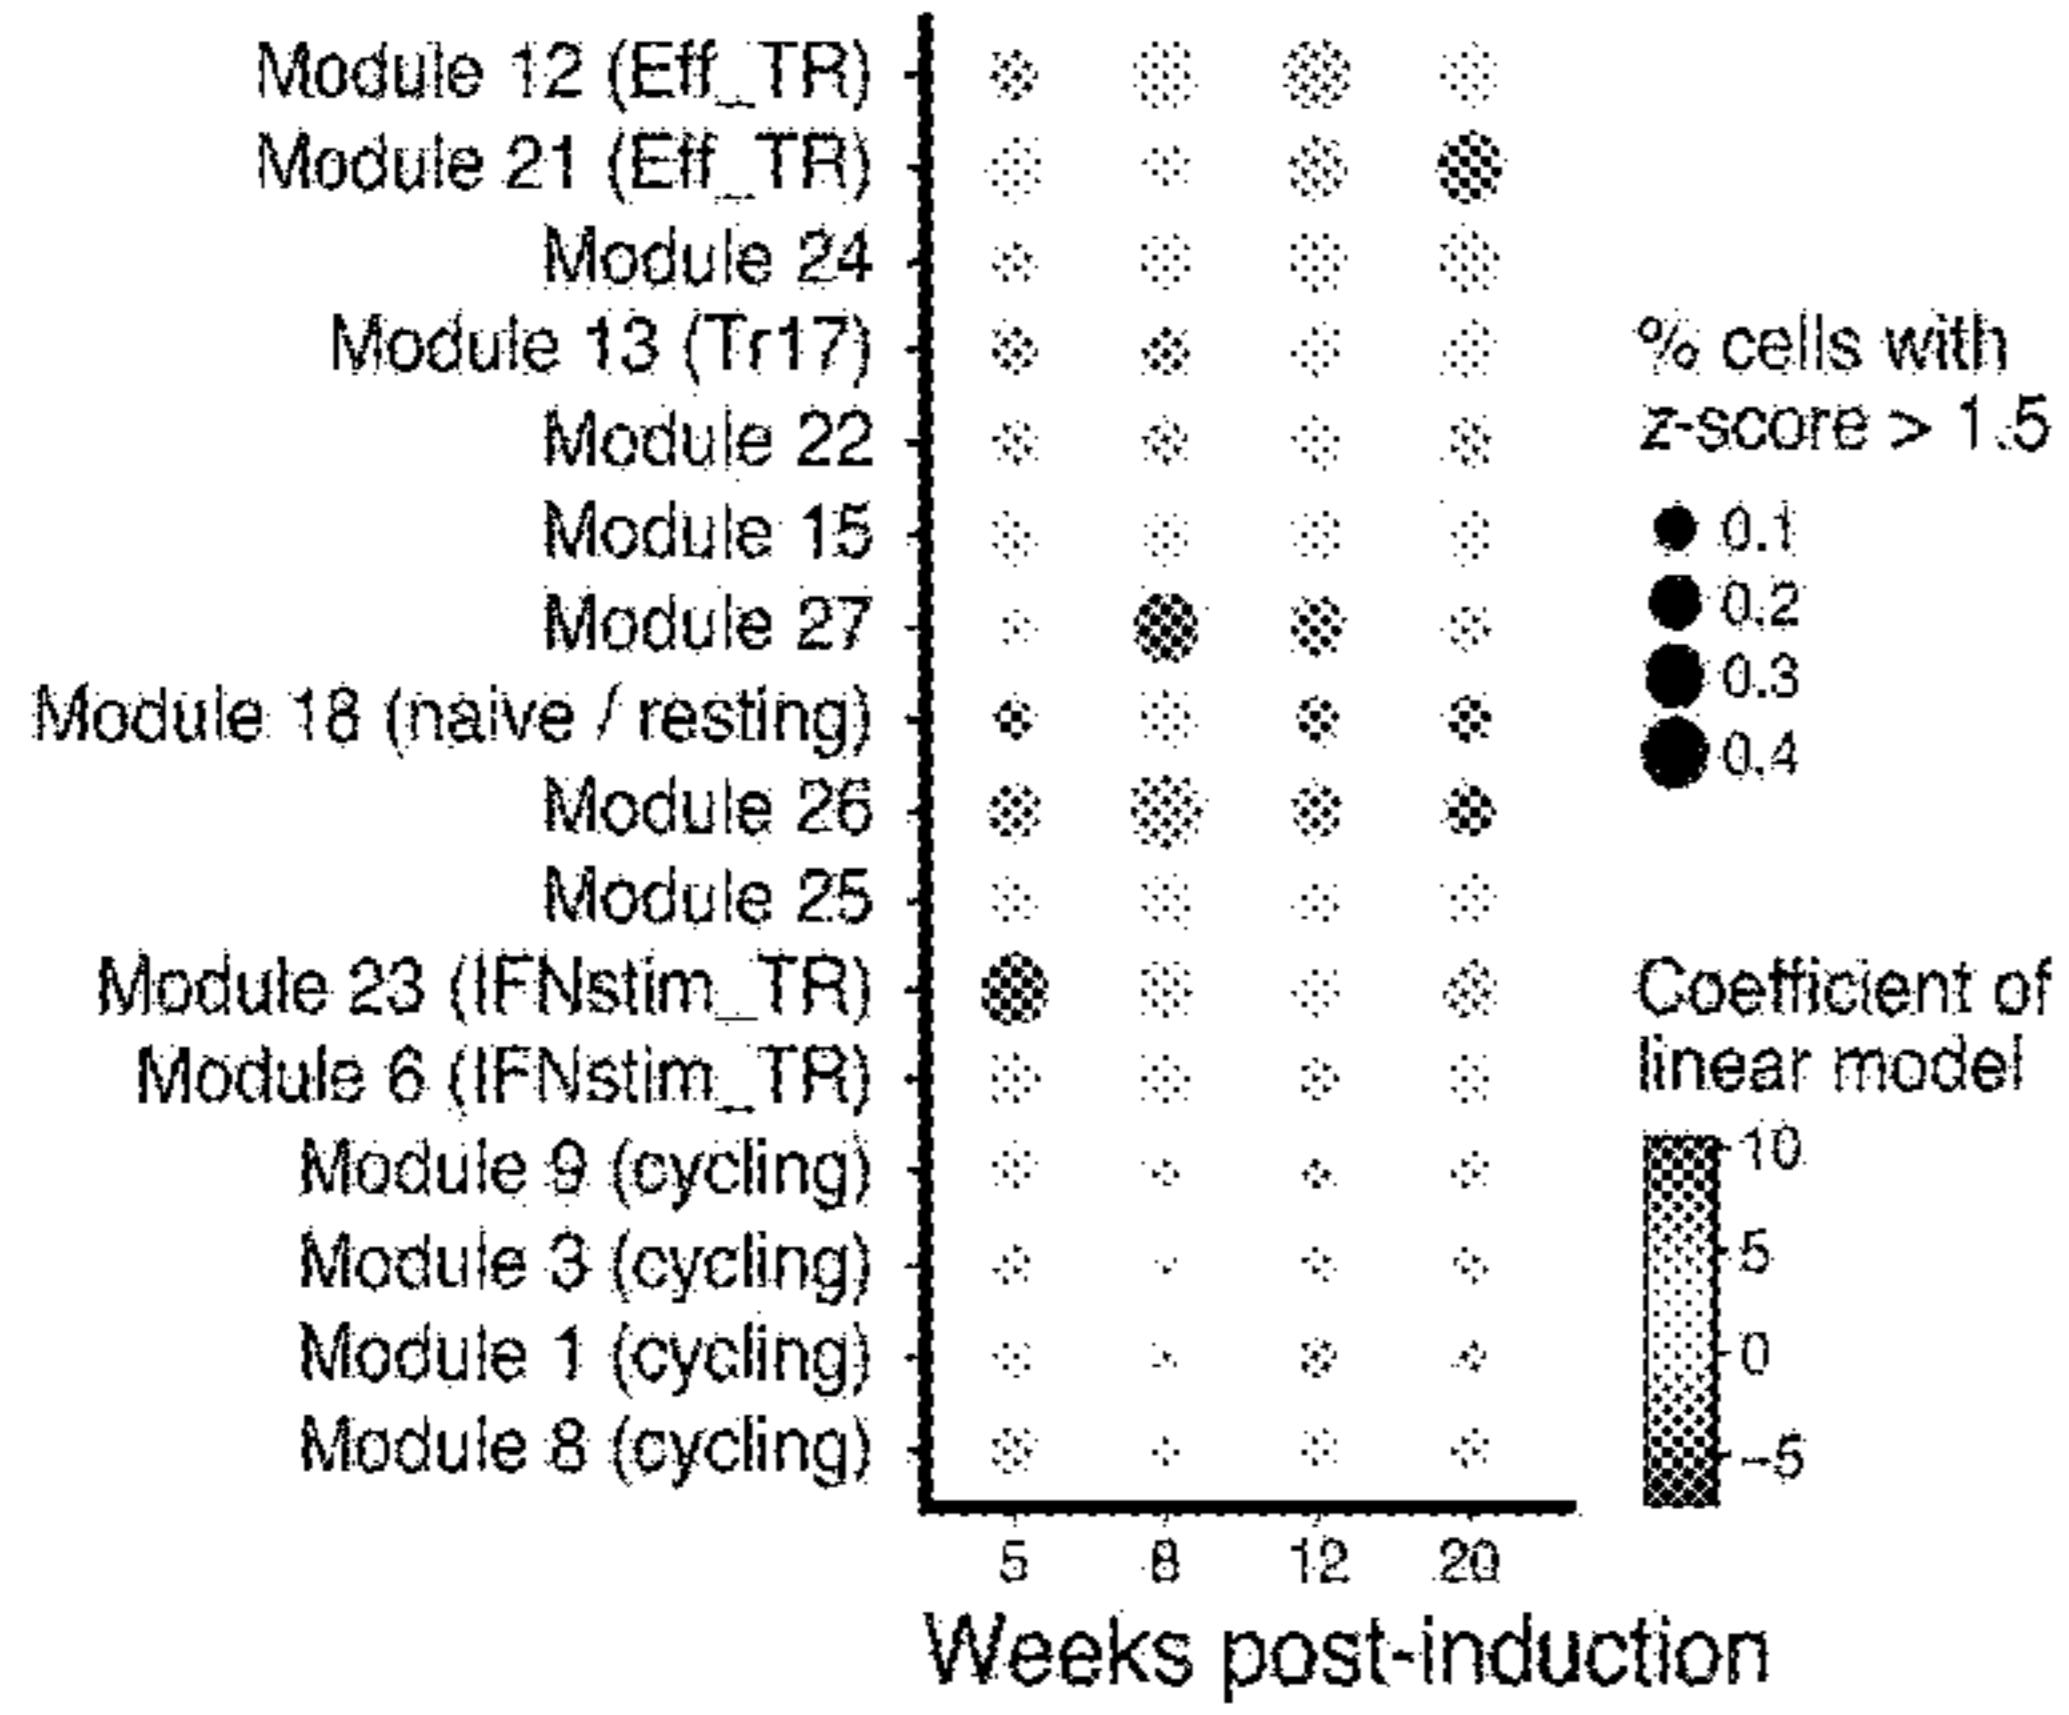 Module 12 (Eff_TR)
Module 21 (Eff_TR)
Module 24
Module 13 (Tr17)
Module 22
Module 15
Module 27
Module 18 (naive / resting)
Module 26
Module 25
Module 23 (IFNstim_TR)
Module 6 (IFNstim_TR)
Module 9 (cycling)
Module 3 (cycling)
Module 1 (cycling)
Module 8 (cycling)
5 8 12 20
Weeks post-induction
% cells with
z-score > 1.5
0.1
0.2
0.3
0.4
Coefficient of
linear model
10
5
0
-5